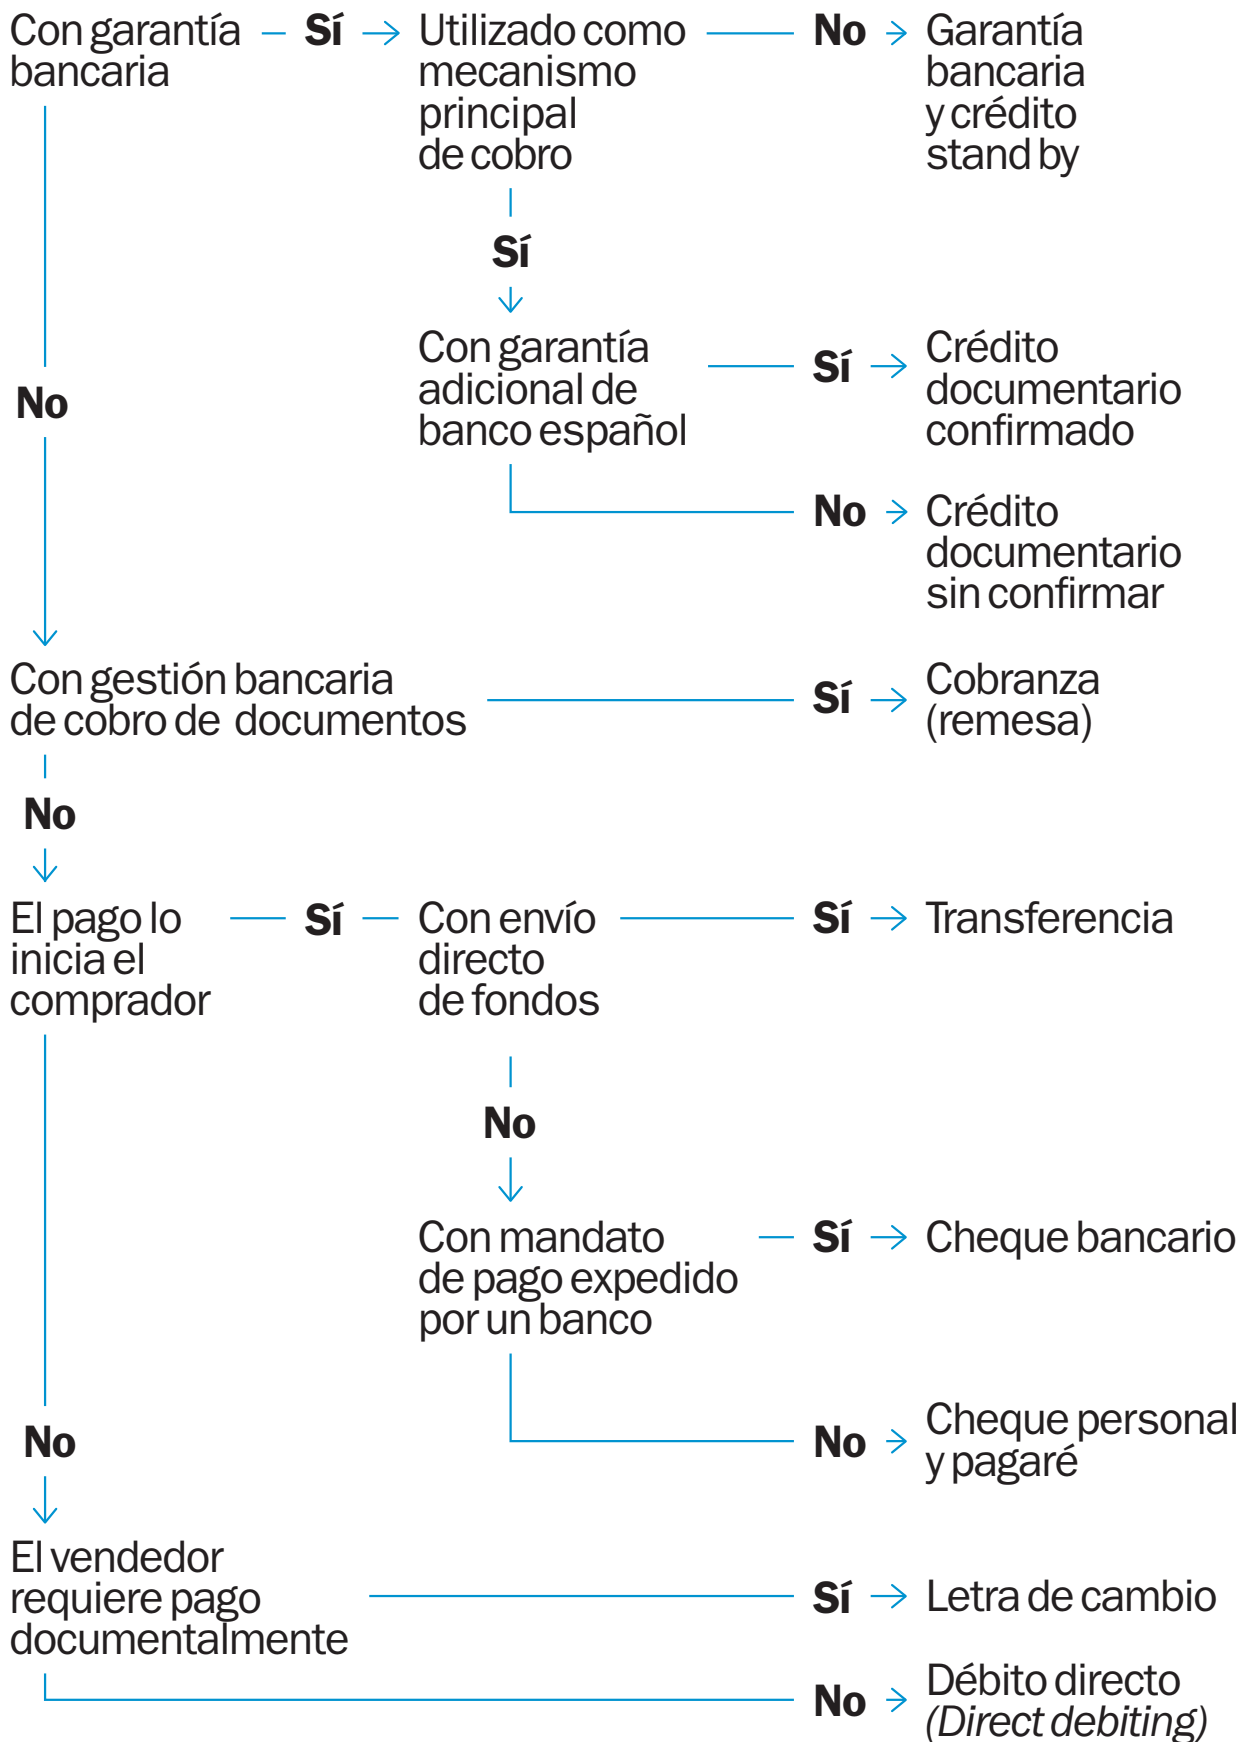 Con garantía
bancaria
Sí
Utilizado como
mecanismo
principal
de cobro
No
Garantía
bancaria
y crédito
stand by
Sí
Con garantía
adicional de
banco español
Sí
Crédito
documentario
confirmado
No
No
Crédito
documentario
sin confirmar
Con gestión bancaria
de cobro de documentos
Sí
Cobranza
(remesa)
No
El pago lo
inicia el
comprador
Sí
Con envío
directo
de fondos
Sí
Transferencia
No
Con mandato
de pago expedido
por un banco
Sí
Cheque bancario
No
Cheque personal
y pagaré
No
El vendedor
requiere pago
documentalmente
Sí
Letra de cambio
No
Débito directo
(Direct debiting)